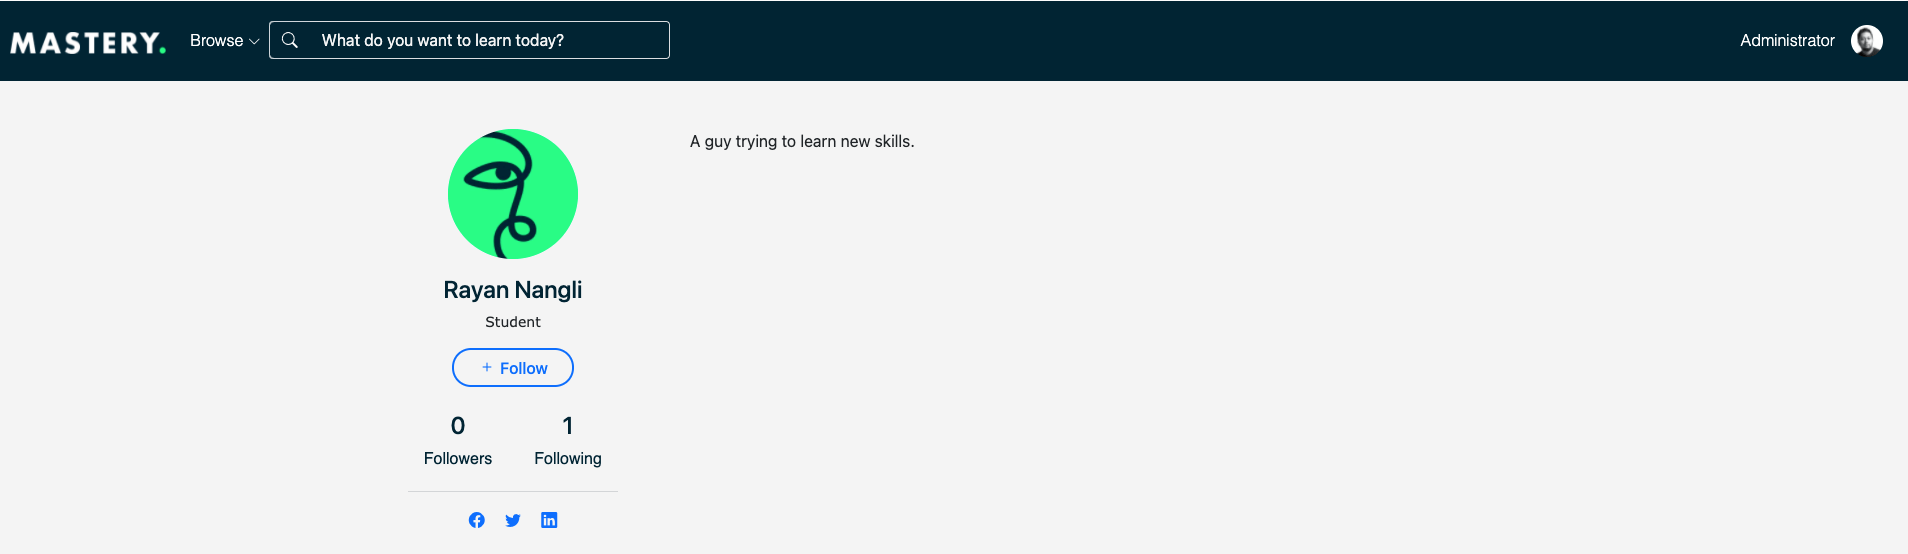 MASTERY. Browse What do you want to learn today? Administrator
A guy trying to learn new skills.
Rayan Nangli
Student
+ Follow
0 1
Followers Following